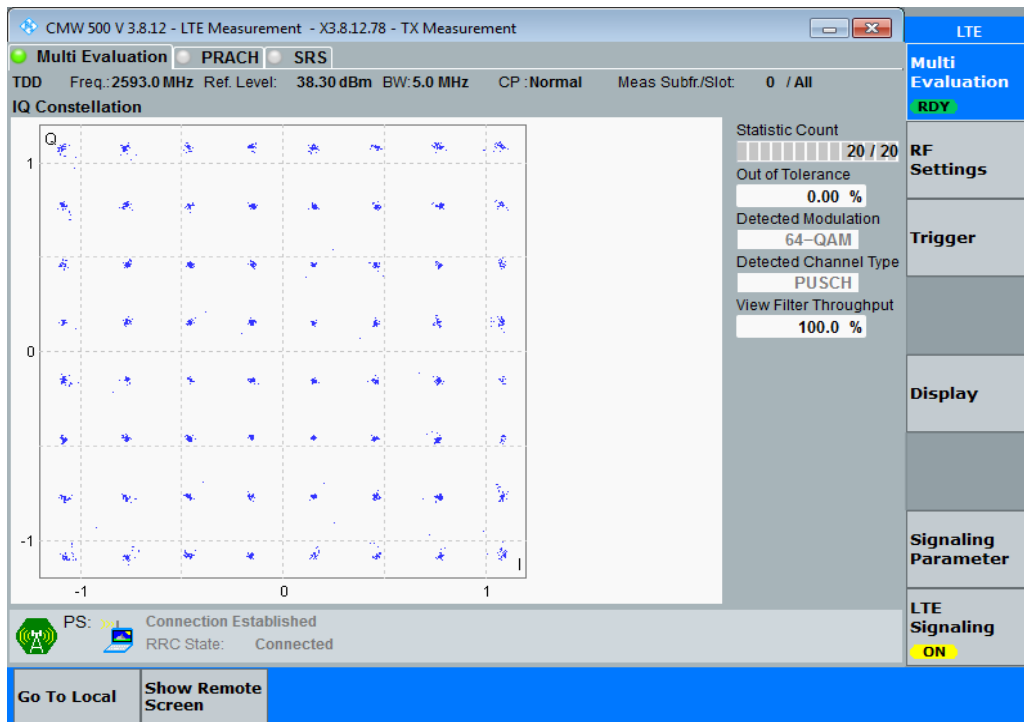 CMW 500 V 3.8.12 - LTE Measurement - X3.8.12.78 - TX Measurement
Multi Evaluation PRACH SRS
TDD Freq.:2593.0 MHz Ref. Level: 38.30 dBm BW:5.0 MHz CP :Normal Meas Subfr./Slot: 0 / All
IQ Constellation
Q
1
0
-1
-1 0 1
I
Statistic Count
20 / 20
Out of Tolerance
0.00 %
Detected Modulation
64-QAM
Detected Channel Type
PUSCH
View Filter Throughput
100.0 %
PS: Connection Established
RRC State: Connected
LTE
Multi
Evaluation
RDY
RF
Settings
Trigger
Display
Signaling
Parameter
LTE
Signaling
ON
Go To Local
Show Remote
Screen